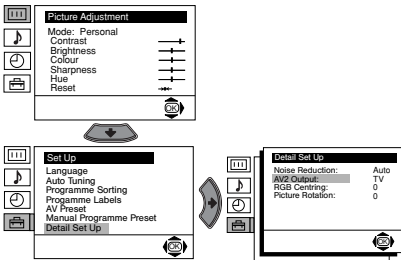 Picture Adjustment
Mode: Personal
Contrast
Brightness
Colour
Sharpness
Hue
Reset
OK
Set Up
Language
Auto Tuning
Programme Sorting
Progamme Labels
AV Preset
Manual Programme Preset
Detail Set Up
OK
Detail Set Up
Noise Reduction: Auto
AV2 Output: TV
RGB Centring: 0
Picture Rotation: 0
OK